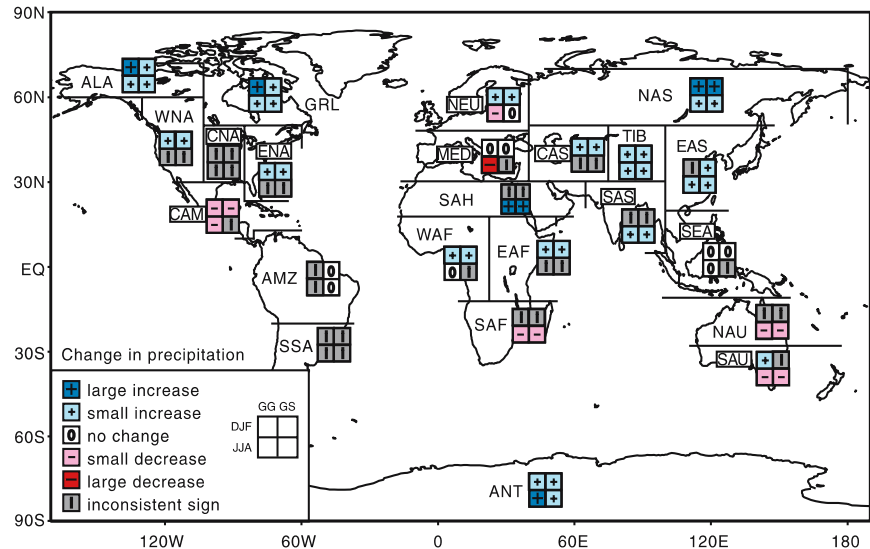 90N
60N
30N
EQ
30S
60S
90S
ALA
GRL
NAS
WNA
CNA
ENA
NEU
MED
CAS
TIB
EAS
CAM
SAH
SAS
SEA
WAF
EAF
AMZ
SAF
NAU
SSA
SAU
ANT
Change in precipitation
+ large increase
+ small increase
0 no change
− small decrease
− large decrease
I inconsistent sign
GG GS
DJF
JJA
120W 60W 0 60E 120E 180